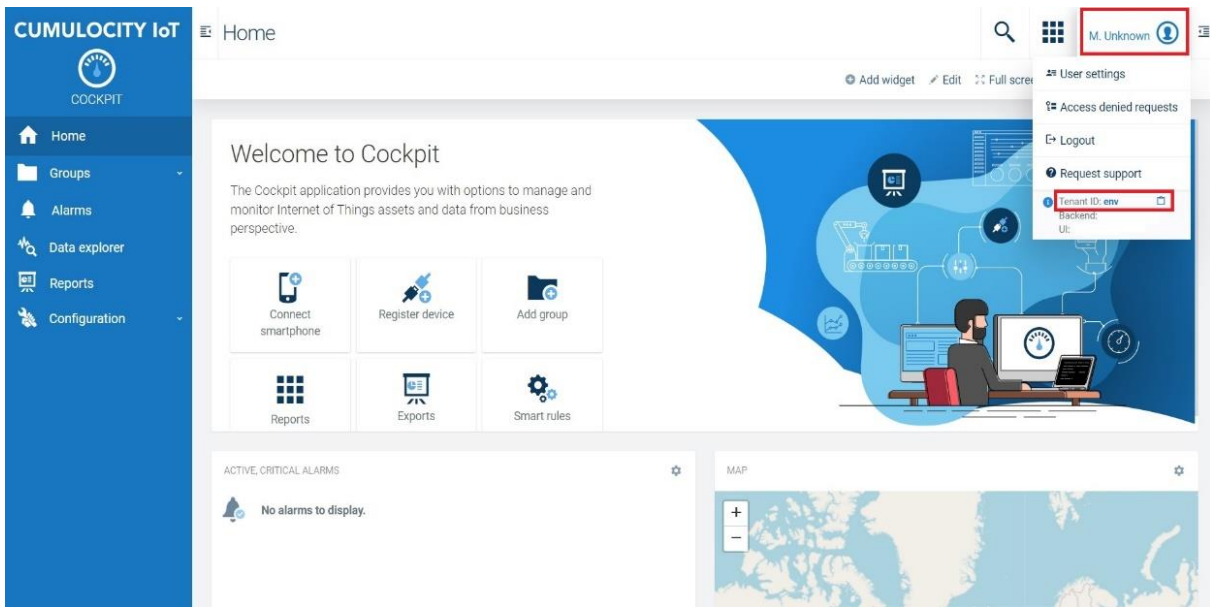 CUMULOCITY IoT
COCKPIT
Home
Groups
Alarms
Data explorer
Reports
Configuration
Home
M. Unknown
Add widget
Edit
Full scree
User settings
Access denied requests
Logout
Request support
Tenant ID: env
Backend:
UI:
Welcome to Cockpit
The Cockpit application provides you with options to manage and
monitor Internet of Things assets and data from business
perspective.
Connect
smartphone
Register device
Add group
Reports
Exports
Smart rules
ACTIVE, CRITICAL ALARMS
No alarms to display.
MAP
+
−